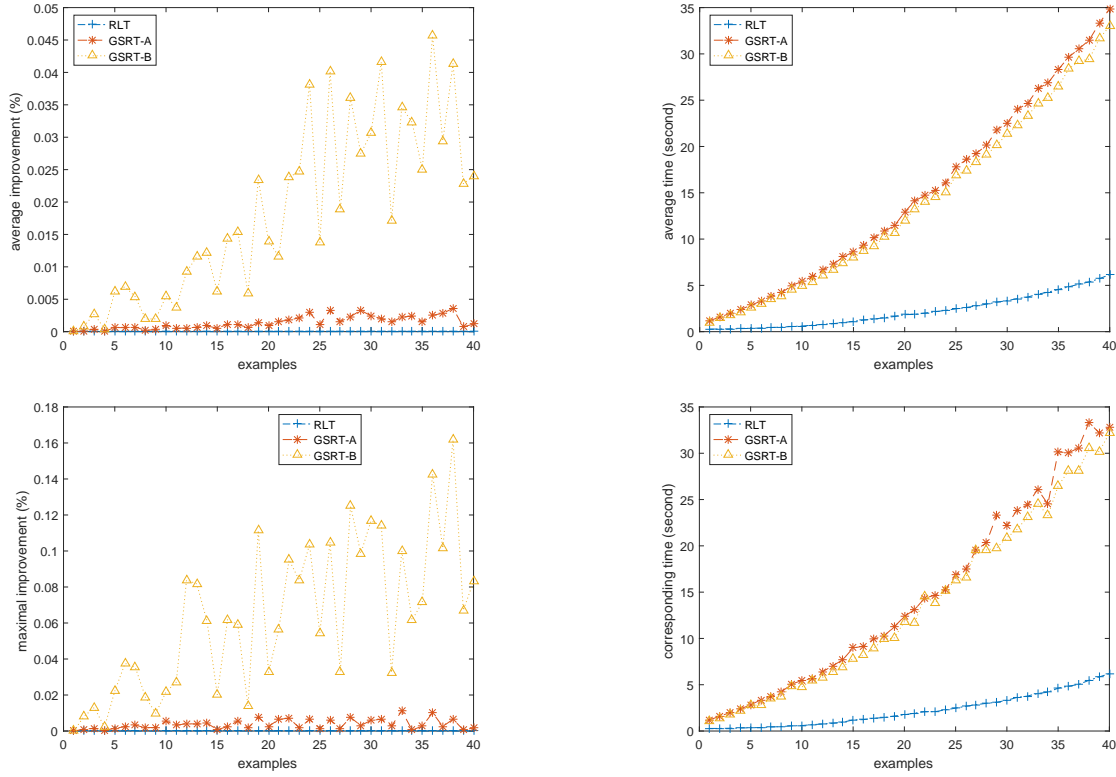 0.05
0.045
0.04
0.035
0.03
0.025
0.02
0.015
0.01
0.005
0
average improvement (%)
RLT
GSRT-A
GSRT-B
0 5 10 15 20 25 30 35 40
examples
35
30
25
20
15
10
5
0
average time (second)
RLT
GSRT-A
GSRT-B
0 5 10 15 20 25 30 35 40
examples
0.18
0.16
0.14
0.12
0.1
0.08
0.06
0.04
0.02
0
maximal improvement (%)
RLT
GSRT-A
GSRT-B
0 5 10 15 20 25 30 35 40
examples
35
30
25
20
15
10
5
0
corresponding time (second)
RLT
GSRT-A
GSRT-B
0 5 10 15 20 25 30 35 40
examples